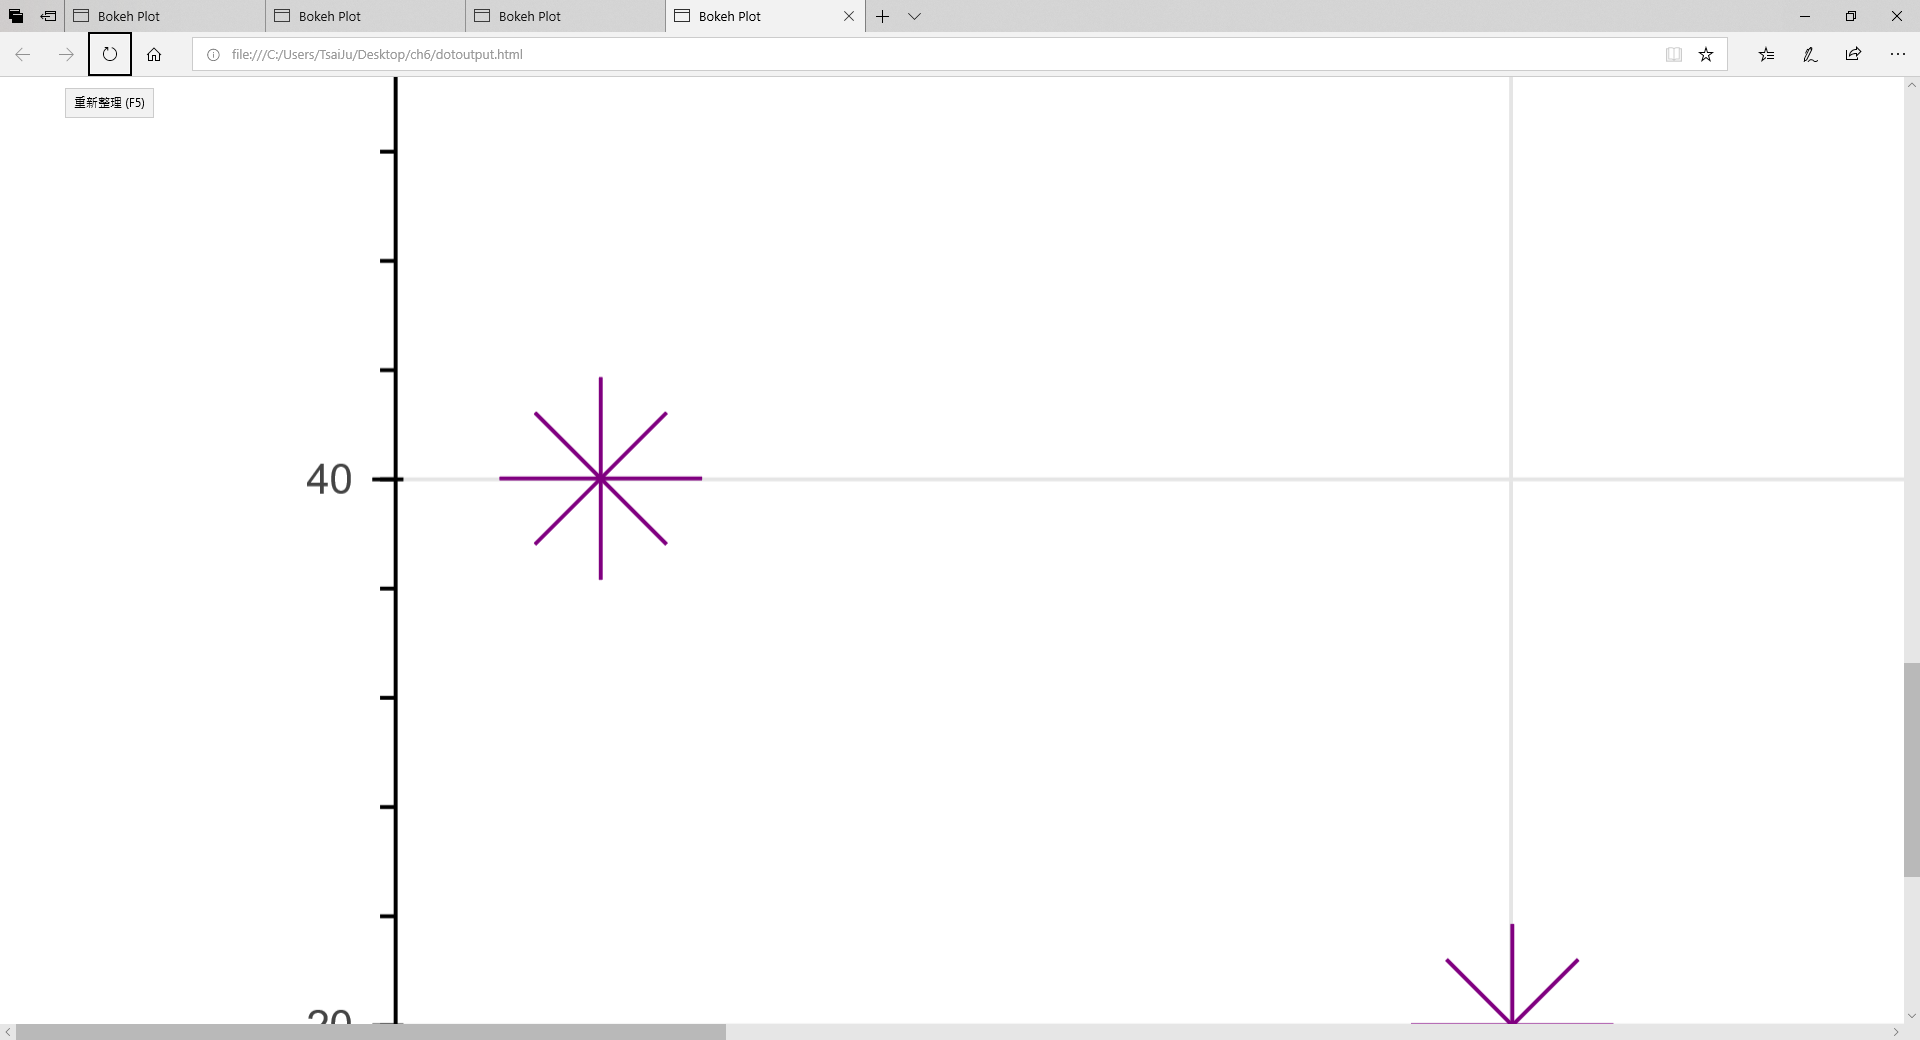 Bokeh Plot
Bokeh Plot
Bokeh Plot
Bokeh Plot
file:///C:/Users/TsaiJu/Desktop/ch6/dotoutput.html
重新整理 (F5)
40
20